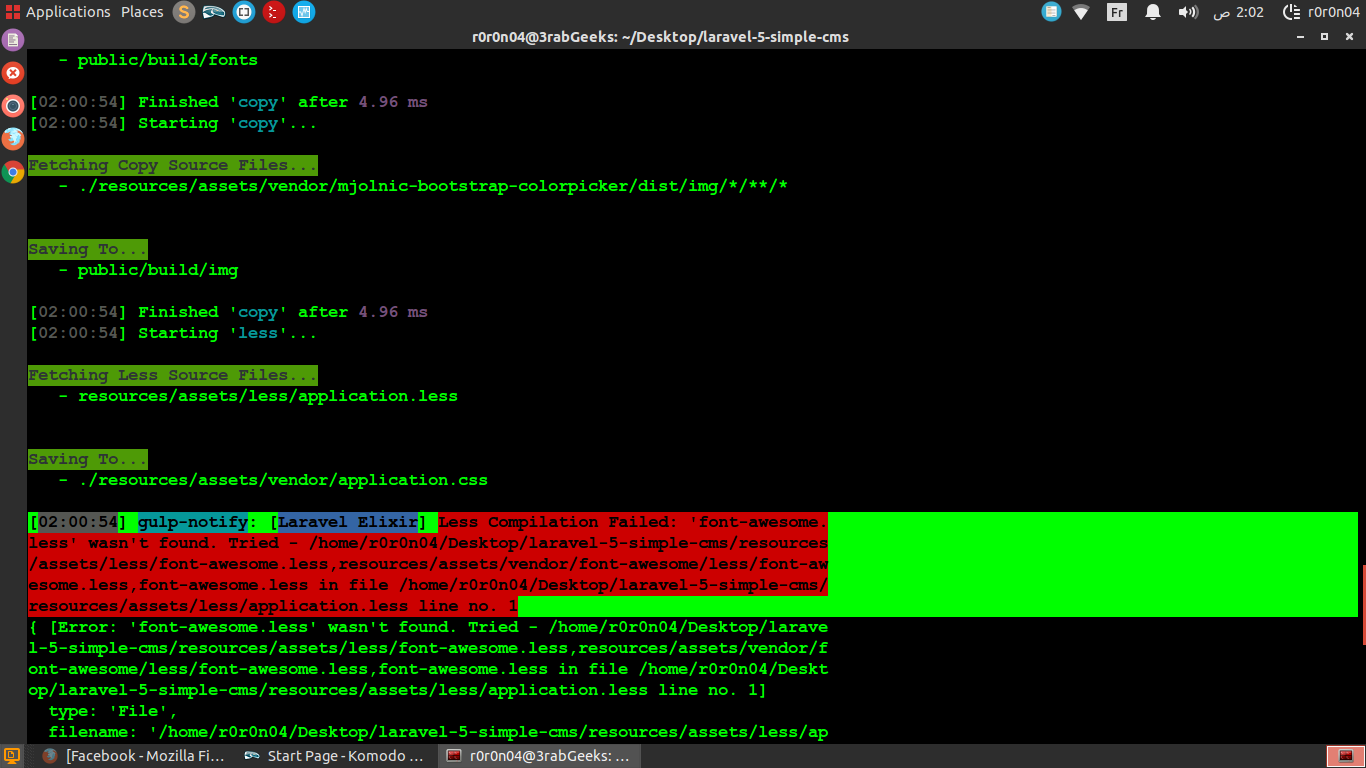 Applications Places S Fr 2:02 ص r0r0n04
r0r0n04@3rabGeeks: ~/Desktop/laravel-5-simple-cms
- public/build/fonts
[02:00:54] Finished 'copy' after 4.96 ms
[02:00:54] Starting 'copy'...
Fetching Copy Source Files...
- ./resources/assets/vendor/mjolnic-bootstrap-colorpicker/dist/img/*/**/*
Saving To...
- public/build/img
[02:00:54] Finished 'copy' after 4.96 ms
[02:00:54] Starting 'less'...
Fetching Less Source Files...
- resources/assets/less/application.less
Saving To...
- ./resources/assets/vendor/application.css
[02:00:54] gulp-notify: [Laravel Elixir] Less Compilation Failed: 'font-awesome.
less' wasn't found. Tried - /home/r0r0n04/Desktop/laravel-5-simple-cms/resources
/assets/less/font-awesome.less,resources/assets/vendor/font-awesome/less/font-aw
esome.less,font-awesome.less in file /home/r0r0n04/Desktop/laravel-5-simple-cms/
resources/assets/less/application.less line no. 1
{ [Error: 'font-awesome.less' wasn't found. Tried - /home/r0r0n04/Desktop/larave
l-5-simple-cms/resources/assets/less/font-awesome.less,resources/assets/vendor/f
ont-awesome/less/font-awesome.less,font-awesome.less in file /home/r0r0n04/Deskt
op/laravel-5-simple-cms/resources/assets/less/application.less line no. 1]
type: 'File',
filename: '/home/r0r0n04/Desktop/laravel-5-simple-cms/resources/assets/less/ap
[Facebook - Mozilla Fi... Start Page - Komodo ... r0r0n04@3rabGeeks: ...